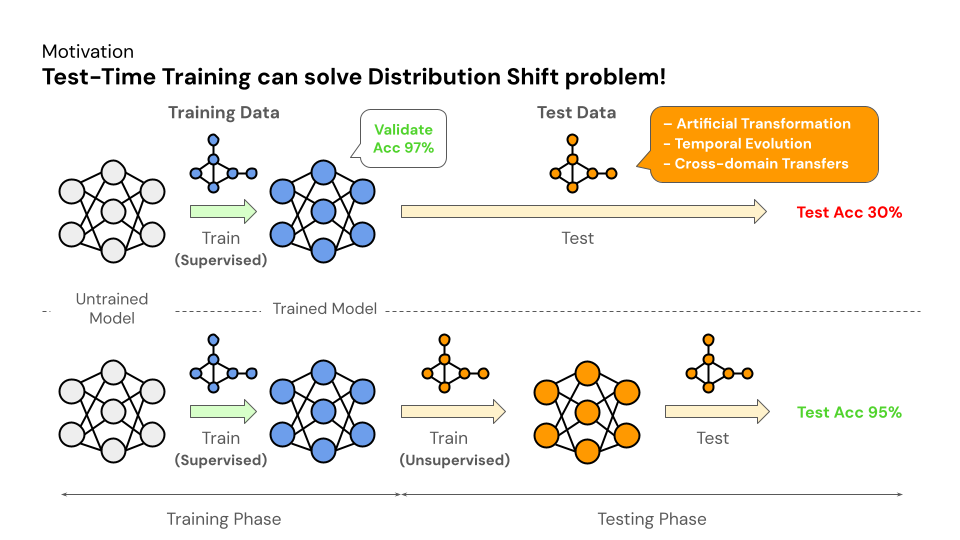 Motivation
Test-Time Training can solve Distribution Shift problem!
Training Data
Validate
Acc 97%
Test Data
– Artificial Transformation
- Temporal Evolution
- Cross-domain Transfers
Train
(Supervised)
Test
Test Acc 30%
Untrained
Model
Trained Model
Train
(Supervised)
Train
(Unsupervised)
Test
Test Acc 95%
Training Phase
Testing Phase